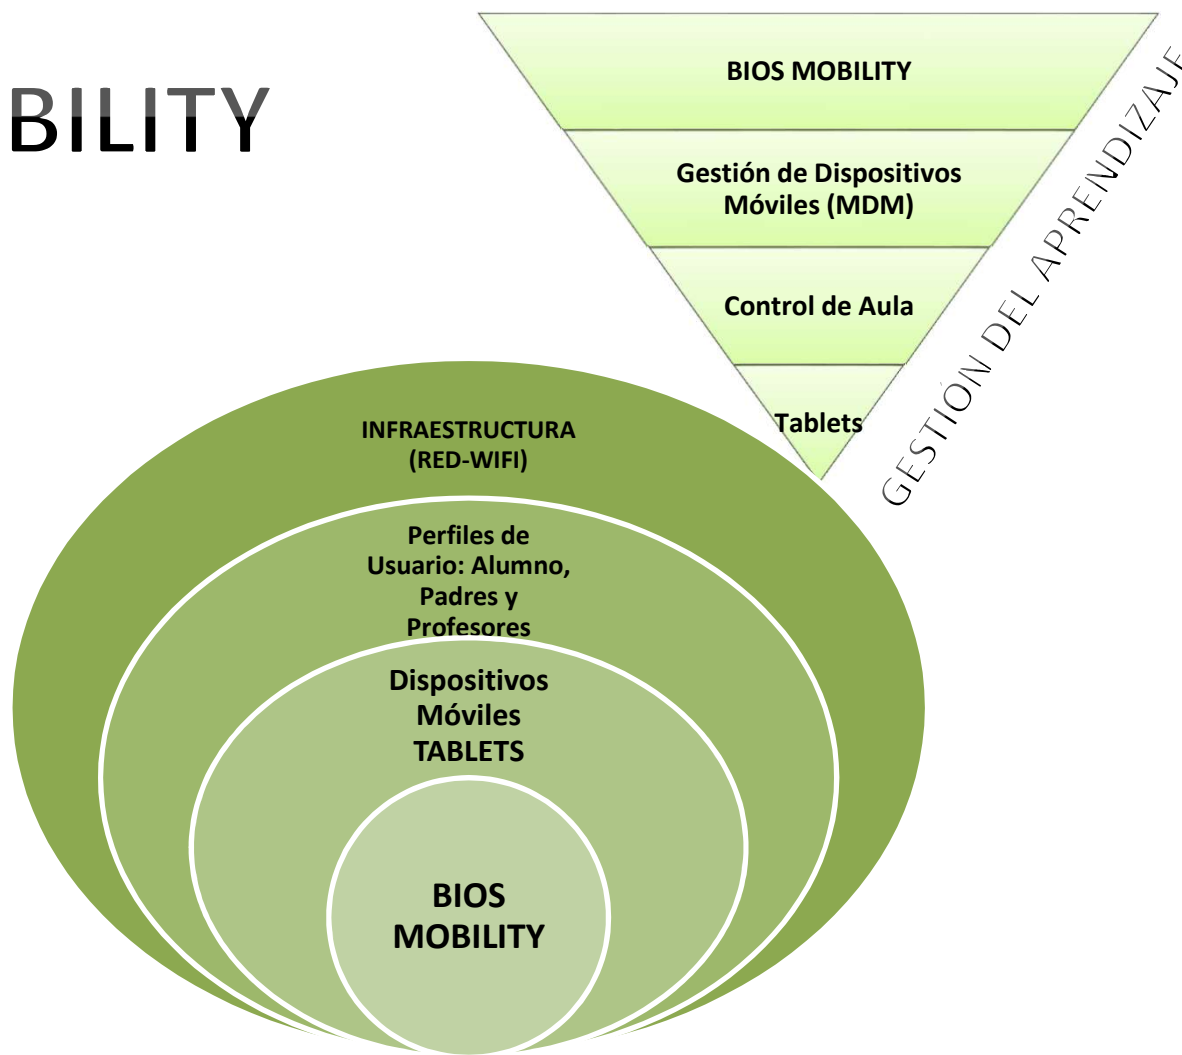 BILITY
BIOS MOBILITY
Gestión de Dispositivos
Móviles (MDM)
Control de Aula
Tablets
GESTIÓN DEL APRENDIZAJE
INFRAESTRUCTURA
(RED-WIFI)
Perfiles de
Usuario: Alumno,
Padres y
Profesores
Dispositivos
Móviles
TABLETS
BIOS
MOBILITY